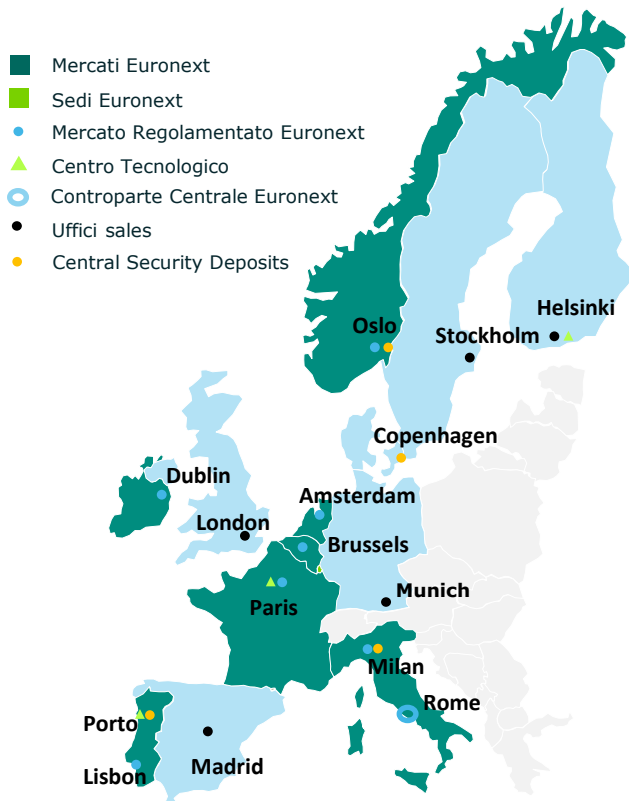 Mercati Euronext
Sedi Euronext
Mercato Regolamentato Euronext
Centro Tecnologico
Controparte Centrale Euronext
Uffici sales
Central Security Deposits
Helsinki
Oslo
Stockholm
Copenhagen
Dublin
Amsterdam
London
Brussels
Munich
Paris
Milan
Rome
Porto
Madrid
Lisbon